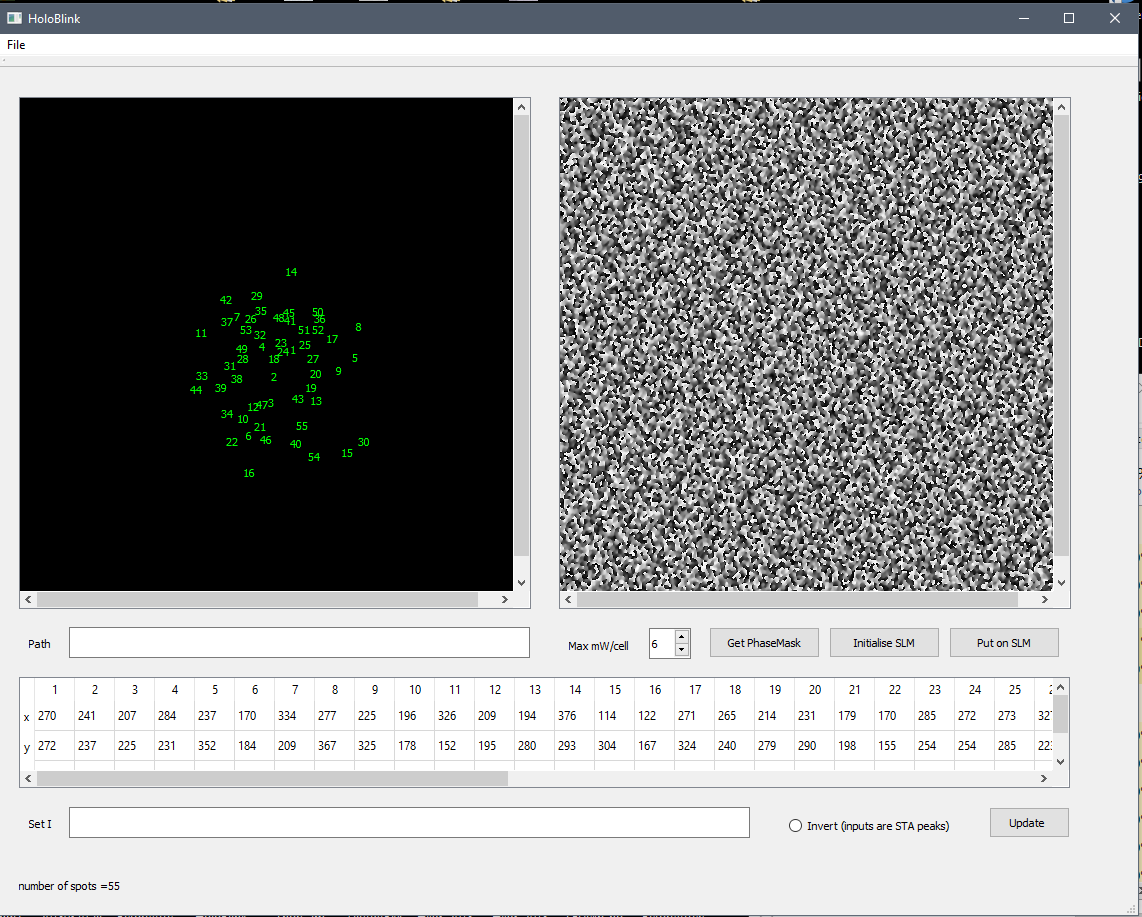 HoloBlink
File
14
42 29
35 45 50
37 7 26 48 41 36
11 53 51 52 8
32 17
49 4 23 24 1 25
28 18 27 5
31 20 9
33 38 2
44 39 19
12 47 3 43 13
34 10
21 55
22 6 46 40 30
54 15
16
Path
Max mW/cell 6 Get PhaseMask Initialise SLM Put on SLM
1 2 3 4 5 6 7 8 9 10 11 12 13 14 15 16 17 18 19 20 21 22 23 24 25
x 270 241 207 284 237 170 334 277 225 196 326 209 194 376 114 122 271 265 214 231 179 170 285 272 273
y 272 237 225 231 352 184 209 367 325 178 152 195 280 293 304 167 324 240 279 290 198 155 254 254 285
Set I
Invert (inputs are STA peaks) Update
number of spots =55